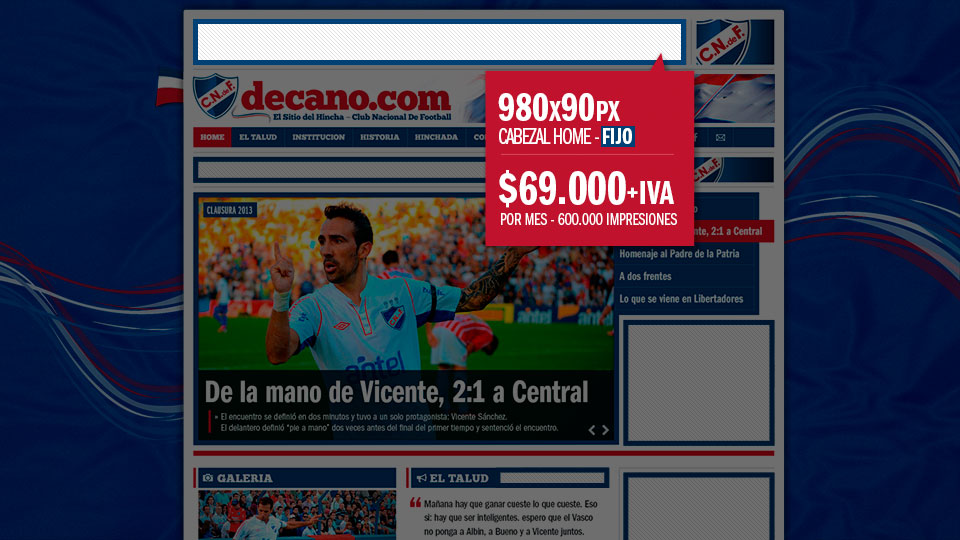 C.N.deF.
C.N.deF.
decano.com
El Sitio del Hincha – Club Nacional De Football
HOME
EL TALUD
INSTITUCION
HISTORIA
HINCHADA
980x90PX
CABEZAL HOME - FIJO
$69.000+IVA
POR MES - 600.000 IMPRESIONES
CLAUSURA 2013
2:1 a Central
Homenaje al Padre de la Patria
A dos frentes
Lo que se viene en Libertadores
antel
De la mano de Vicente, 2:1 a Central
» El encuentro se definió en dos minutos y tuvo a un solo protagonista: Vicente Sánchez.
El delantero definió "pie a mano" dos veces antes del final del primer tiempo y sentenció el encuentro.
GALERIA
EL TALUD
Mañana hay que ganar cueste lo que cueste. Eso
si: hay que ser inteligentes. espero que el Vasco
no ponga a Albin, a Bueno y a Vicente juntos.